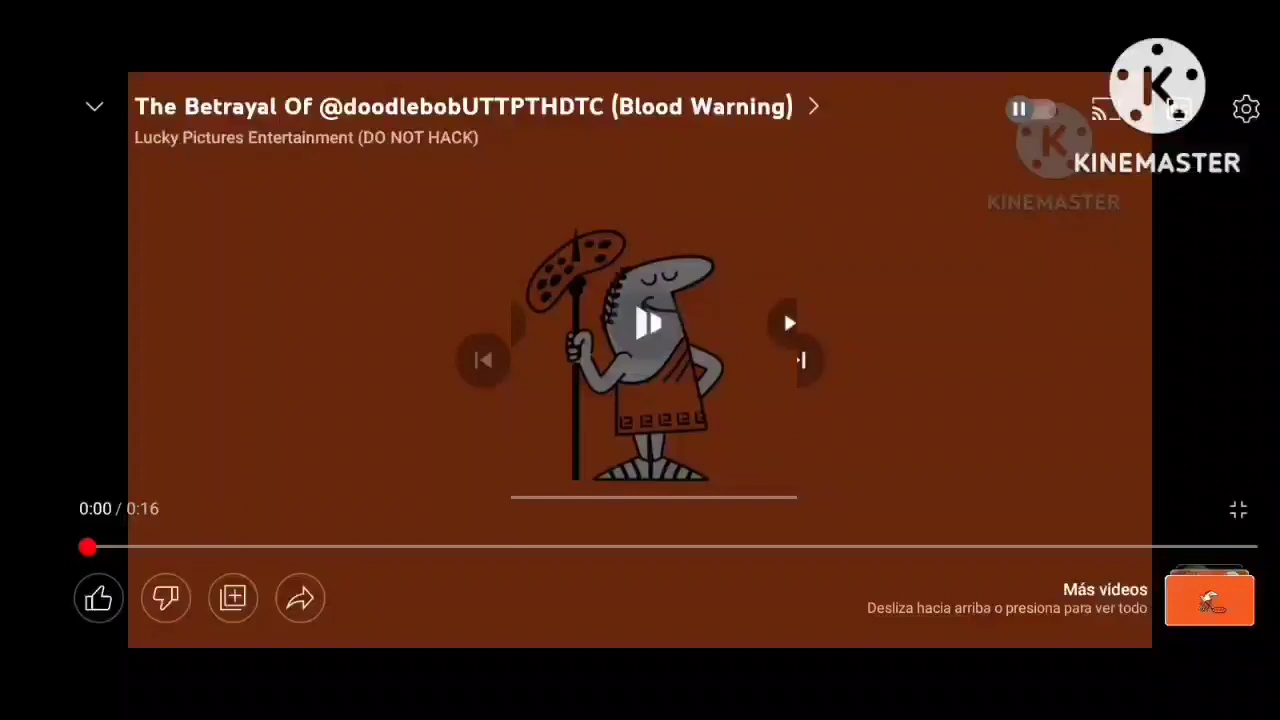 The Betrayal Of @doodlebobUTTPTHDTC (Blood Warning)
Lucky Pictures Entertainment (DO NOT HACK)
K
KINEMASTER
K
KINEMASTER
0:00 / 0:16
Más videos
Desliza hacia arriba o presiona para ver todo